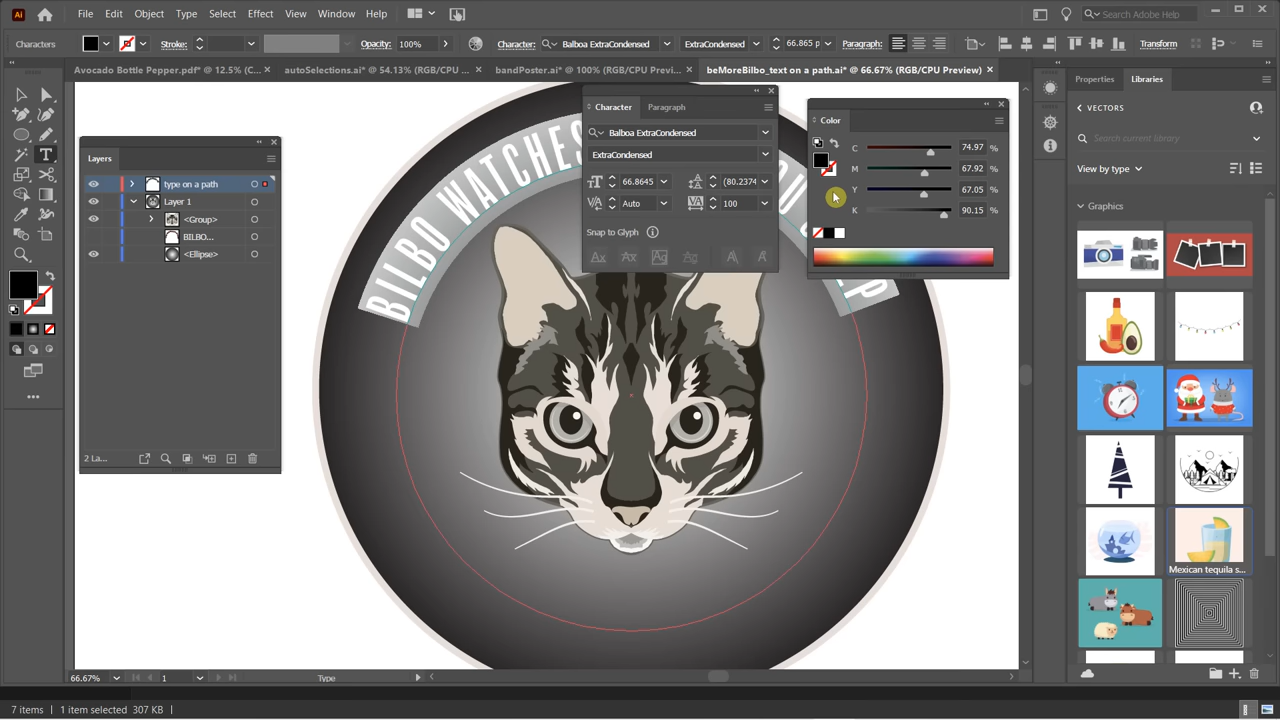 Ai
File Edit Object Type Select Effect View Window Help
Search Adobe Help
Characters
Stroke:
Opacity: 100%
Character: Balboa ExtraCondensed ExtraCondensed 66.865 p
Paragraph:
Transform
Avocado Bottle Pepper.pdf* @ 12.5% (C...
autoSelections.ai* @ 54.13% (RGB/CPU ...
bandPoster.ai* @ 100% (RGB/CPU Previ...
beMoreBilbo_text on a path.ai* @ 66.67% (RGB/CPU Preview)
Layers
type on a path
Layer 1
<Group>
BILBO...
<Ellipse>
2 La...
BILBO WATCHES
Character Paragraph
Balboa ExtraCondensed
ExtraCondensed
66.8645
(80.2374
Auto
100
Snap to Glyph
Color
C 74.97 %
M 67.92 %
Y 67.05 %
K 90.15 %
Properties Libraries
VECTORS
Search current library
View by type
Graphics
Mexican tequila s...
66.67%
1
Type
7 items
1 item selected 307 KB